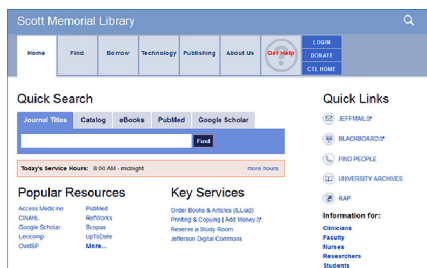 Scott Memorial Library
Home
Find
Borrow
Technology
Publishing
About Us
Get Help
LOGIN
DONATE
CTL HOME
Quick Search
Journal Titles
Catalog
eBooks
PubMed
Google Scholar
Find
Today's Service Hours: 8:00 AM - midnight
more hours
Popular Resources
Access Medicine
CINAHL
Google Scholar
Lexicomp
OvidSP
PubMed
RefWorks
Scopus
UpToDate
More...
Key Services
Order Books & Articles (ILLiad)
Printing & Copying | Add Money
Reserve a Study Room
Jefferson Digital Commons
Quick Links
JEFFMAIL
BLACKBOARD
FIND PEOPLE
UNIVERSITY ARCHIVES
RAP
Information for:
Clinicians
Faculty
Nurses
Researchers
Students